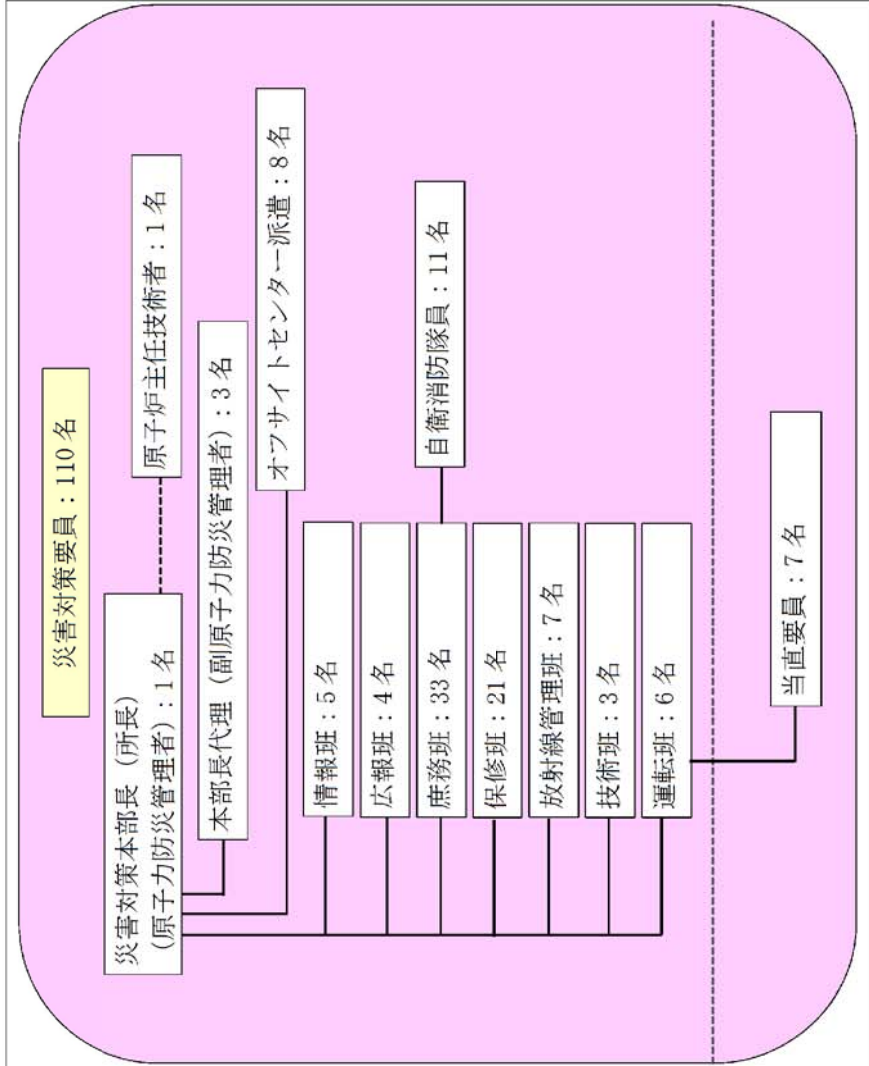 災害対策要員：110名
災害対策本部長（所長）
（原子力防災管理者）：1名
原子炉主任技術者：1名
本部長代理（副原子力防災管理者）：3名
オフサイトセンター派遣：8名
情報班：5名
広報班：4名
庶務班：33名
自衛消防隊員：11名
保修班：21名
放射線管理班：7名
技術班：3名
運転班：6名
当直要員：7名